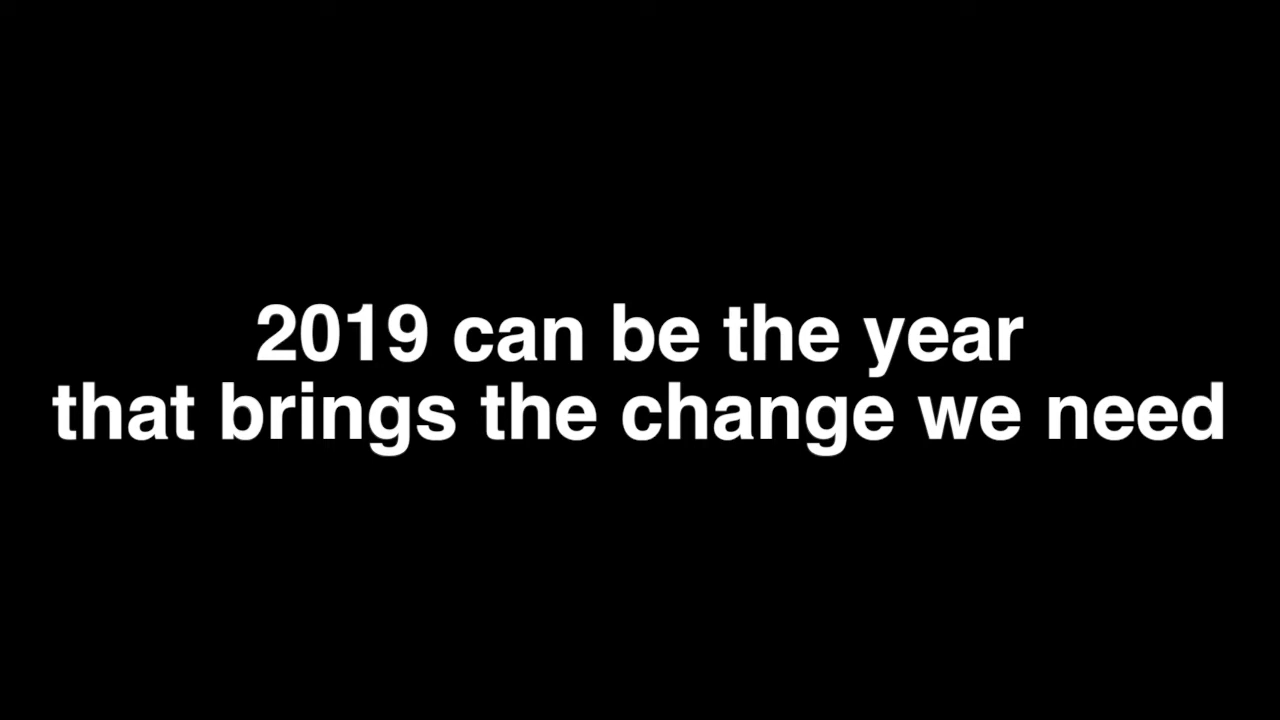 2019 can be the year
that brings the change we need